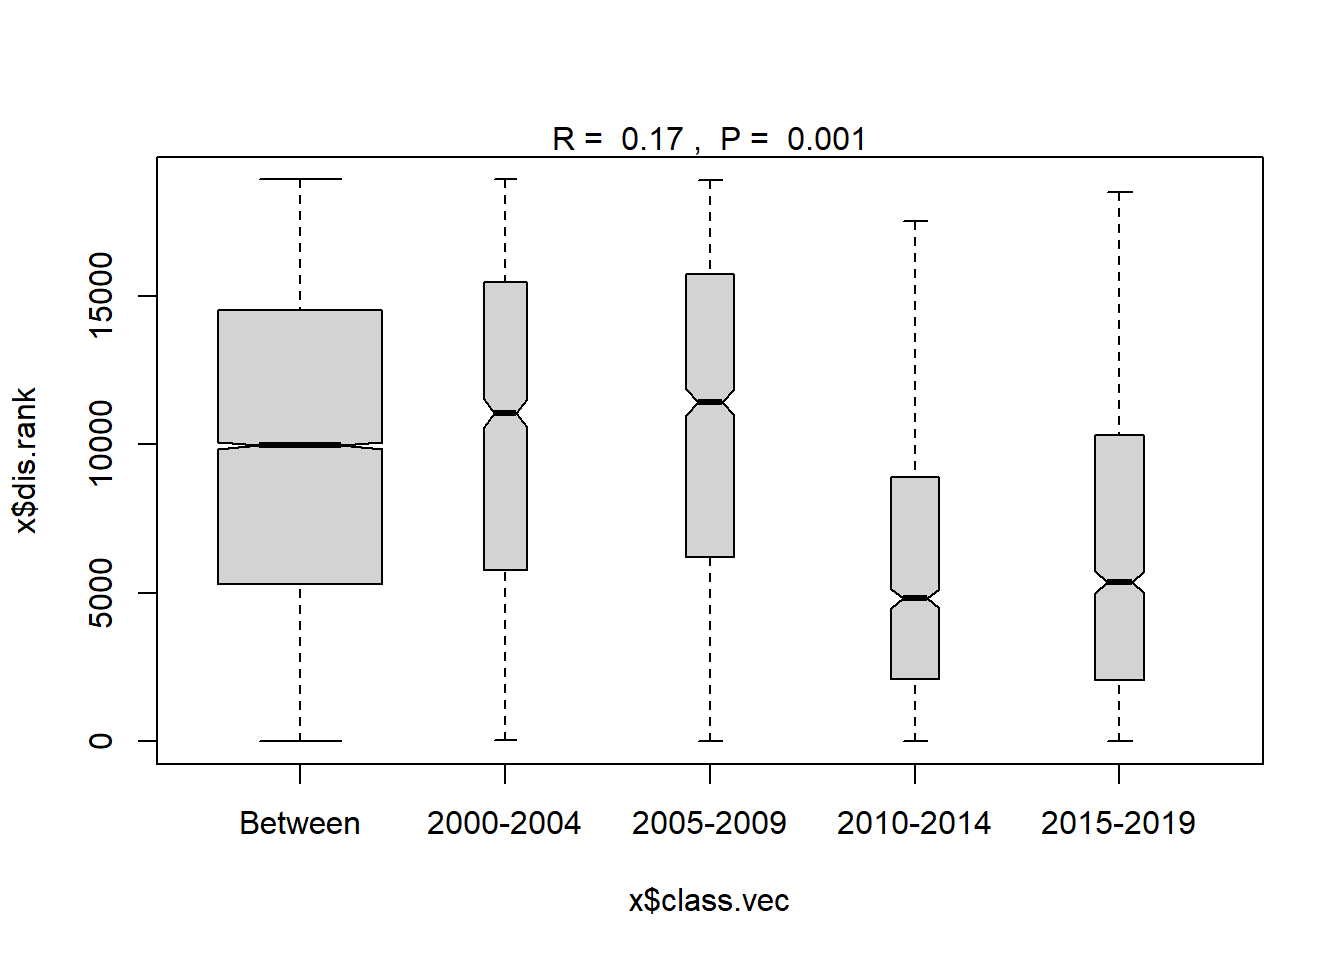 R =  0.17 ,  P =  0.001
x$dis.rank
15000
10000
5000
0
Between 2000-2004 2005-2009 2010-2014 2015-2019
x$class.vec